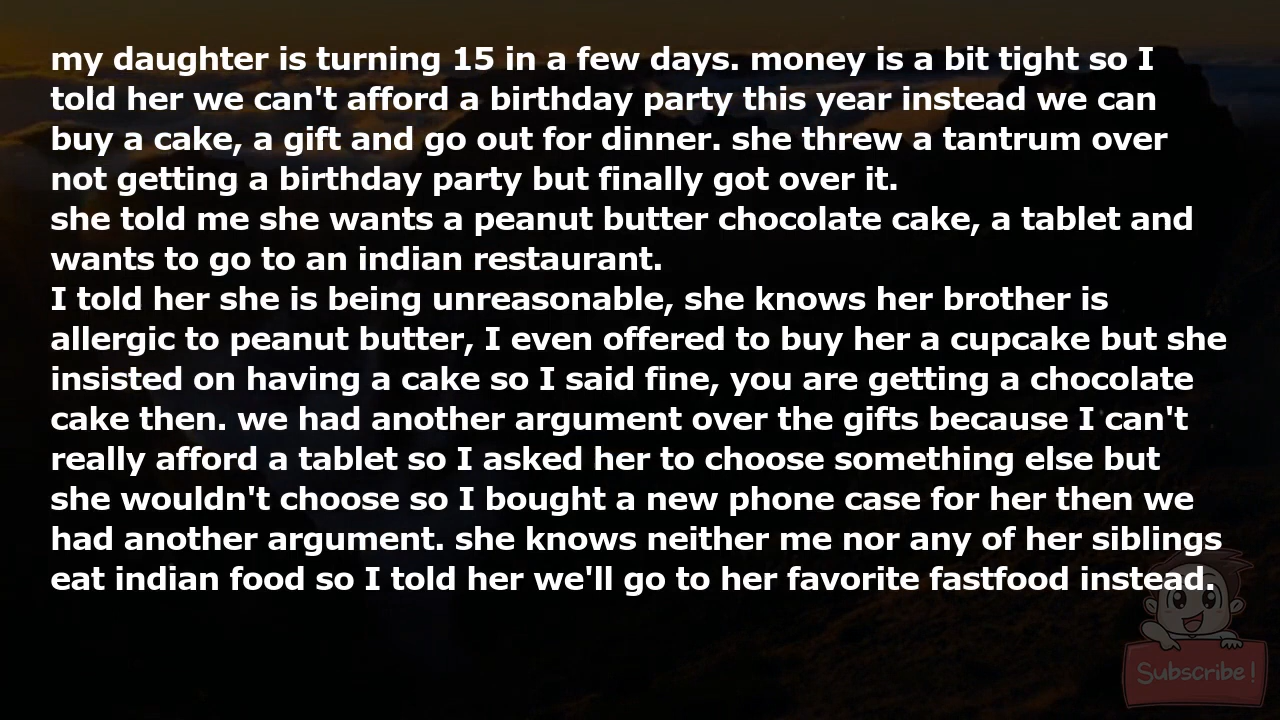 my daughter is turning 15 in a few days. money is a bit tight so I
told her we can't afford a birthday party this year instead we can
buy a cake, a gift and go out for dinner. she threw a tantrum over
not getting a birthday party but finally got over it.
she told me she wants a peanut butter chocolate cake, a tablet and
wants to go to an indian restaurant.
I told her she is being unreasonable, she knows her brother is
allergic to peanut butter, I even offered to buy her a cupcake but she
insisted on having a cake so I said fine, you are getting a chocolate
cake then. we had another argument over the gifts because I can't
really afford a tablet so I asked her to choose something else but
she wouldn't choose so I bought a new phone case for her then we
had another argument. she knows neither me nor any of her siblings
eat indian food so I told her we'll go to her favorite fastfood instead.
Subscribe!